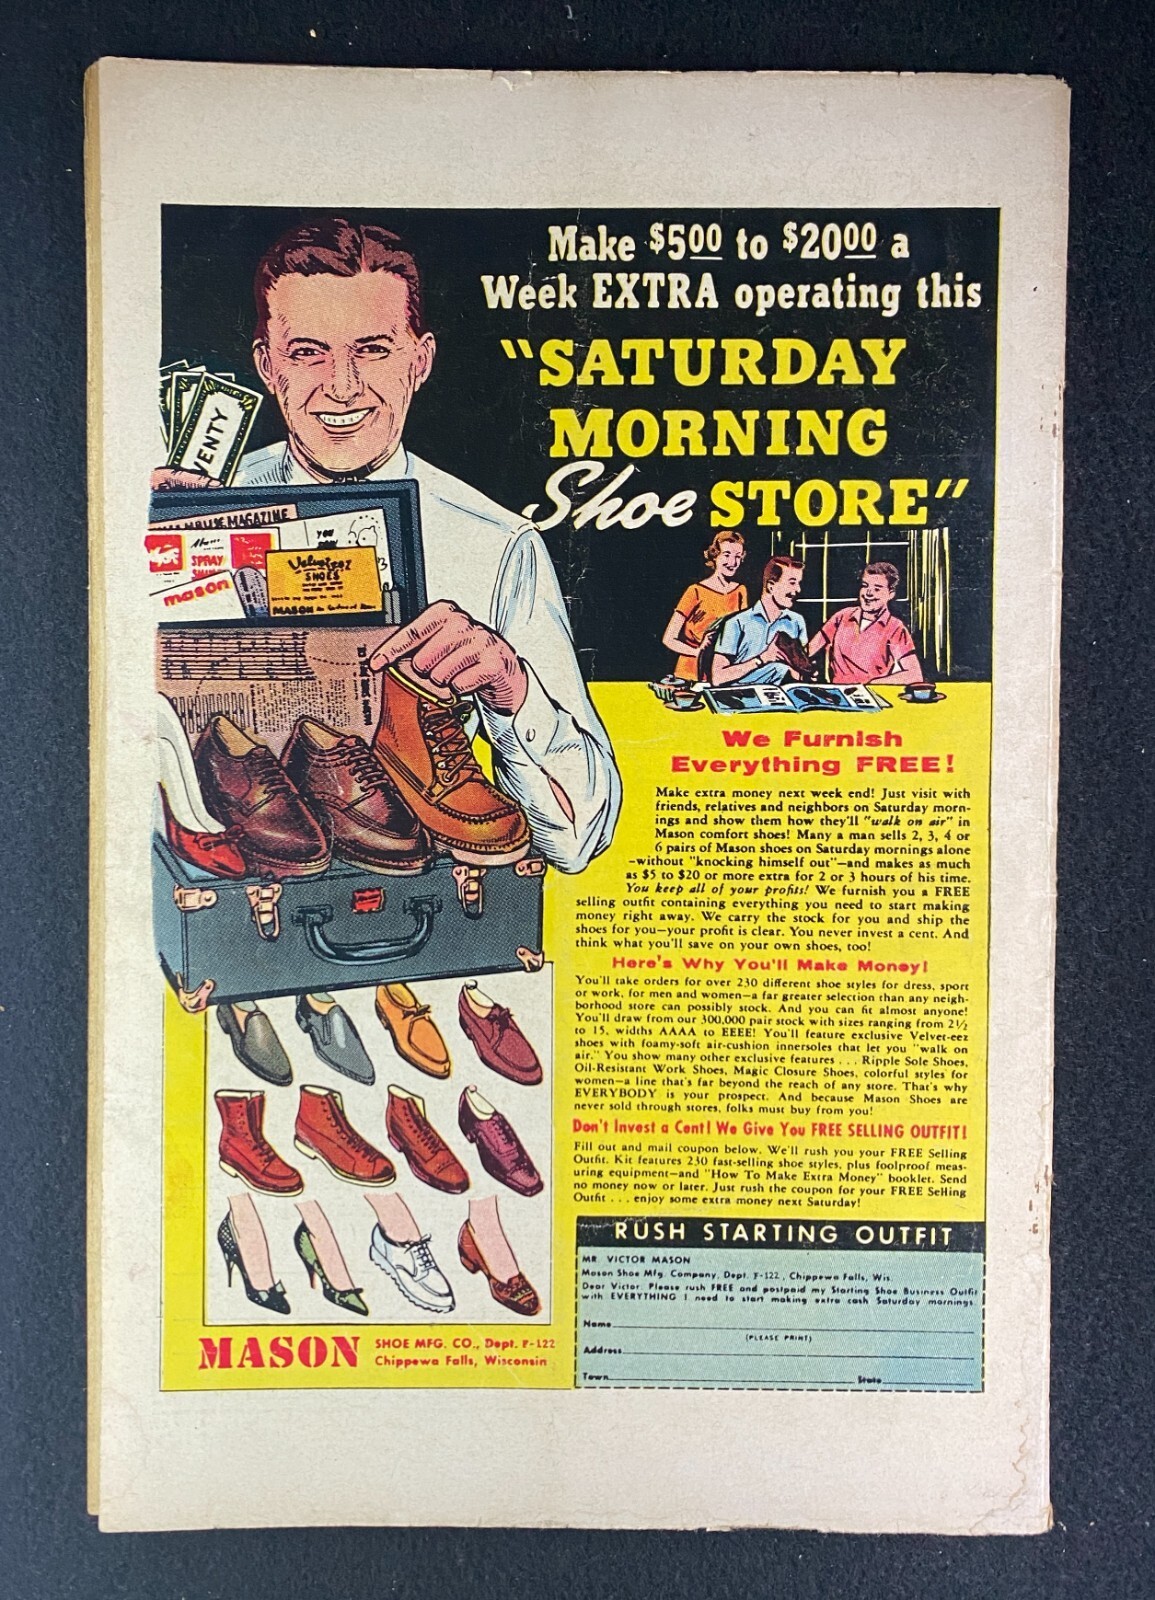 Make $5.00 to $20.00 a
Week EXTRA operating this
"SATURDAY
MORNING
Shoe STORE"
VENTY
MAGAZINE
YOU
SPRAY
mason
Velvet-eez
SHOES
MASON
We Furnish
Everything FREE!
Make extra money next week end! Just visit with
friends, relatives and neighbors on Saturday morn-
ings and show them how they'll "walk on air" in
Mason comfort shoes! Many a man sells 2, 3, 4 or
6 pairs of Mason shoes on Saturday mornings alone
-without "knocking himself out"-and makes as much
as $5 to $20 or more extra for 2 or 3 hours of his time.
You keep all of your profits! We furnish you a FREE
selling outfit containing everything you need to start making
money right away. We carry the stock for you and ship the
shoes for you-your profit is clear. You never invest a cent. And
think what you'll save on your own shoes, too!
Here's Why You'll Make Money!
You'll take orders for over 230 different shoe styles for dress, sport
or work, for men and women-a far greater selection than any neigh-
borhood store can possibly stock. And you can fit almost anyone!
You'll draw from our 300,000 pair stock with sizes ranging from 2½
to 15, widths AAAA to EEEE! You'll feature exclusive Velvet-eez
shoes with foamy-soft air-cushion innersoles that let you "walk on
air." You show many other exclusive features . . . Ripple Sole Shoes,
Oil-Resistant Work Shoes, Magic Closure Shoes, colorful styles for
women-a line that's far beyond the reach of any store. That's why
EVERYBODY is your prospect. And because Mason Shoes are
never sold through stores, folks must buy from you!
Don't Invest a Cent! We Give You FREE SELLING OUTFIT!
Fill out and mail coupon below. We'll rush you your FREE Selling
Outfit. Kit features 230 fast-selling shoe styles, plus foolproof meas-
uring equipment-and "How To Make Extra Money" booklet. Send
no money now or later. Just rush the coupon for your FREE Selling
Outfit . . . enjoy some extra money next Saturday!
RUSH STARTING OUTFIT
MR. VICTOR MASON
Mason Shoe Mfg. Company, Dept. F-122, Chippewa Falls, Wis.
Dear Victor: Please rush FREE and postpaid my Starting Shoe Business Outfit
with EVERYTHING I need to start making extra cash Saturday mornings.
Name
(PLEASE PRINT)
Address
Town State
MASON SHOE MFG. CO., Dept. F-122
Chippewa Falls, Wisconsin